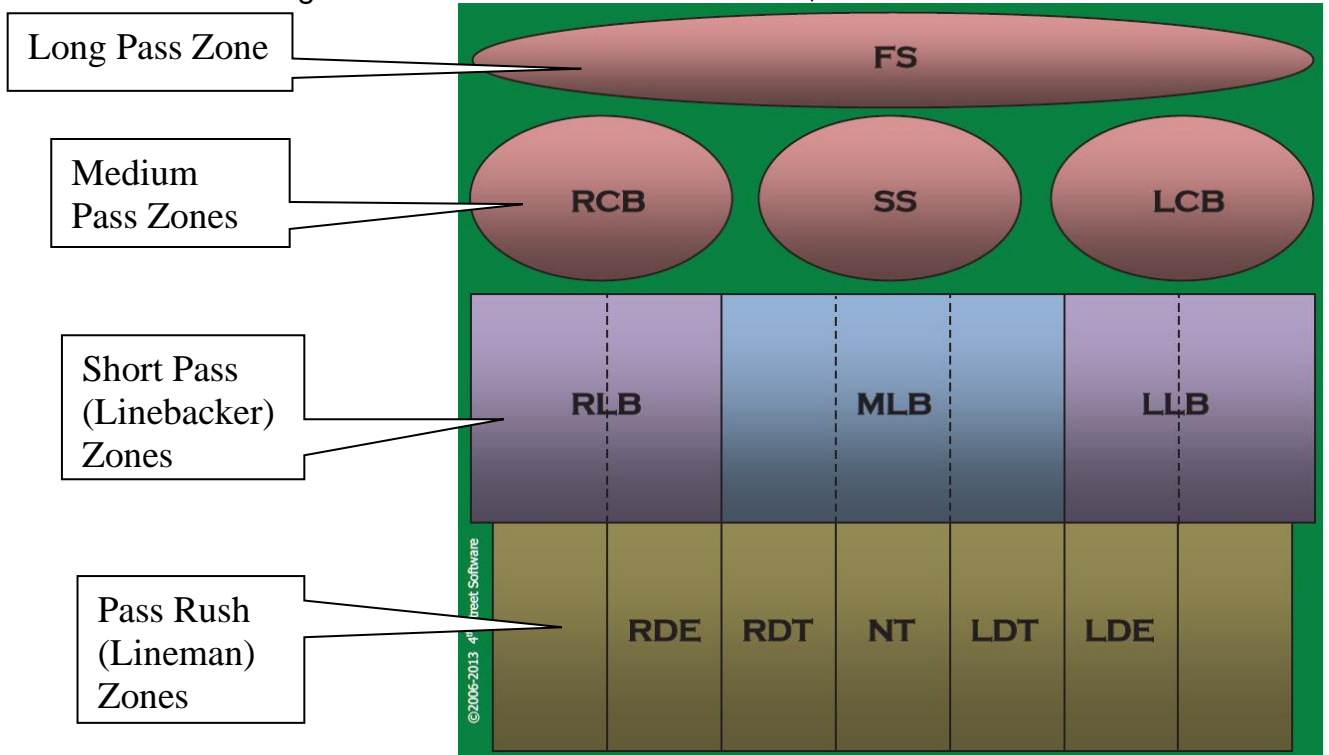 Long Pass Zone
FS
Medium
Pass Zones
RCB
SS
LCB
Short Pass
(Linebacker)
Zones
RLB
MLB
LLB
Pass Rush
(Lineman)
Zones
RDE
RDT
NT
LDT
LDE
©2006-2013 4th Street Software